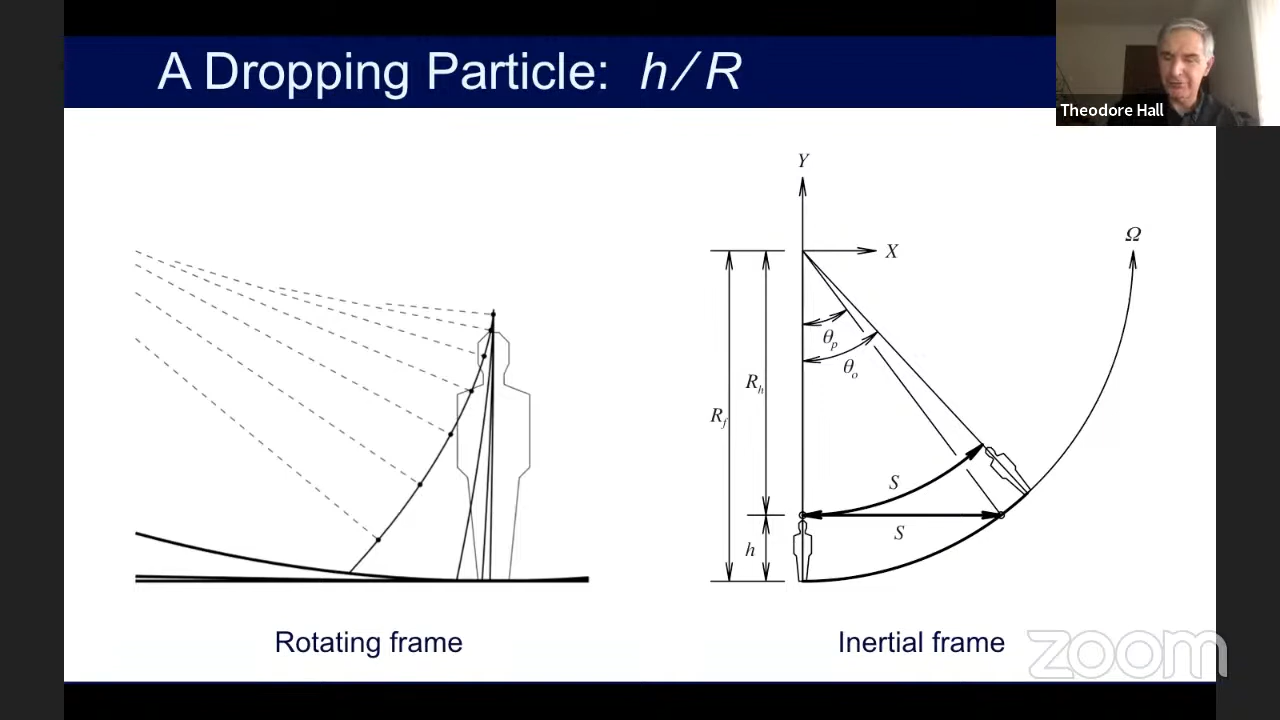 A Dropping Particle: h/R
Theodore Hall
Y
X
Ω
θp
θo
Rh
Rf
S
S
h
Rotating frame
Inertial frame
zoom